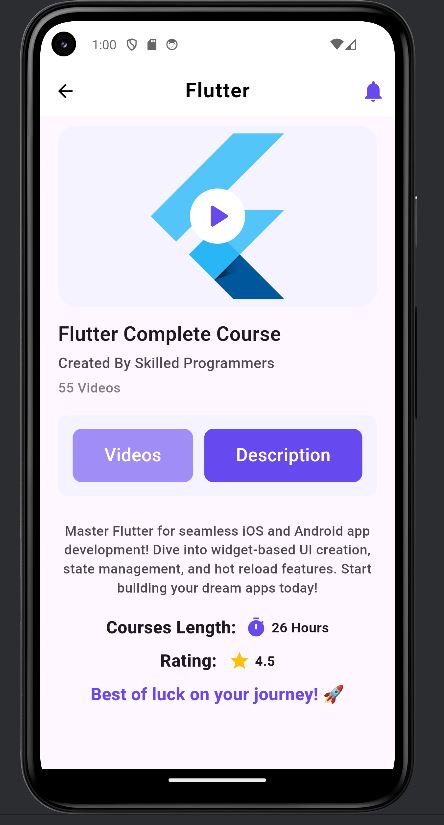 1:00
Flutter
Flutter Complete Course
Created By Skilled Programmers
55 Videos
Videos
Description
Master Flutter for seamless iOS and Android app
development! Dive into widget-based UI creation,
state management, and hot reload features. Start
building your dream apps today!
Courses Length: 26 Hours
Rating: 4.5
Best of luck on your journey! 🚀